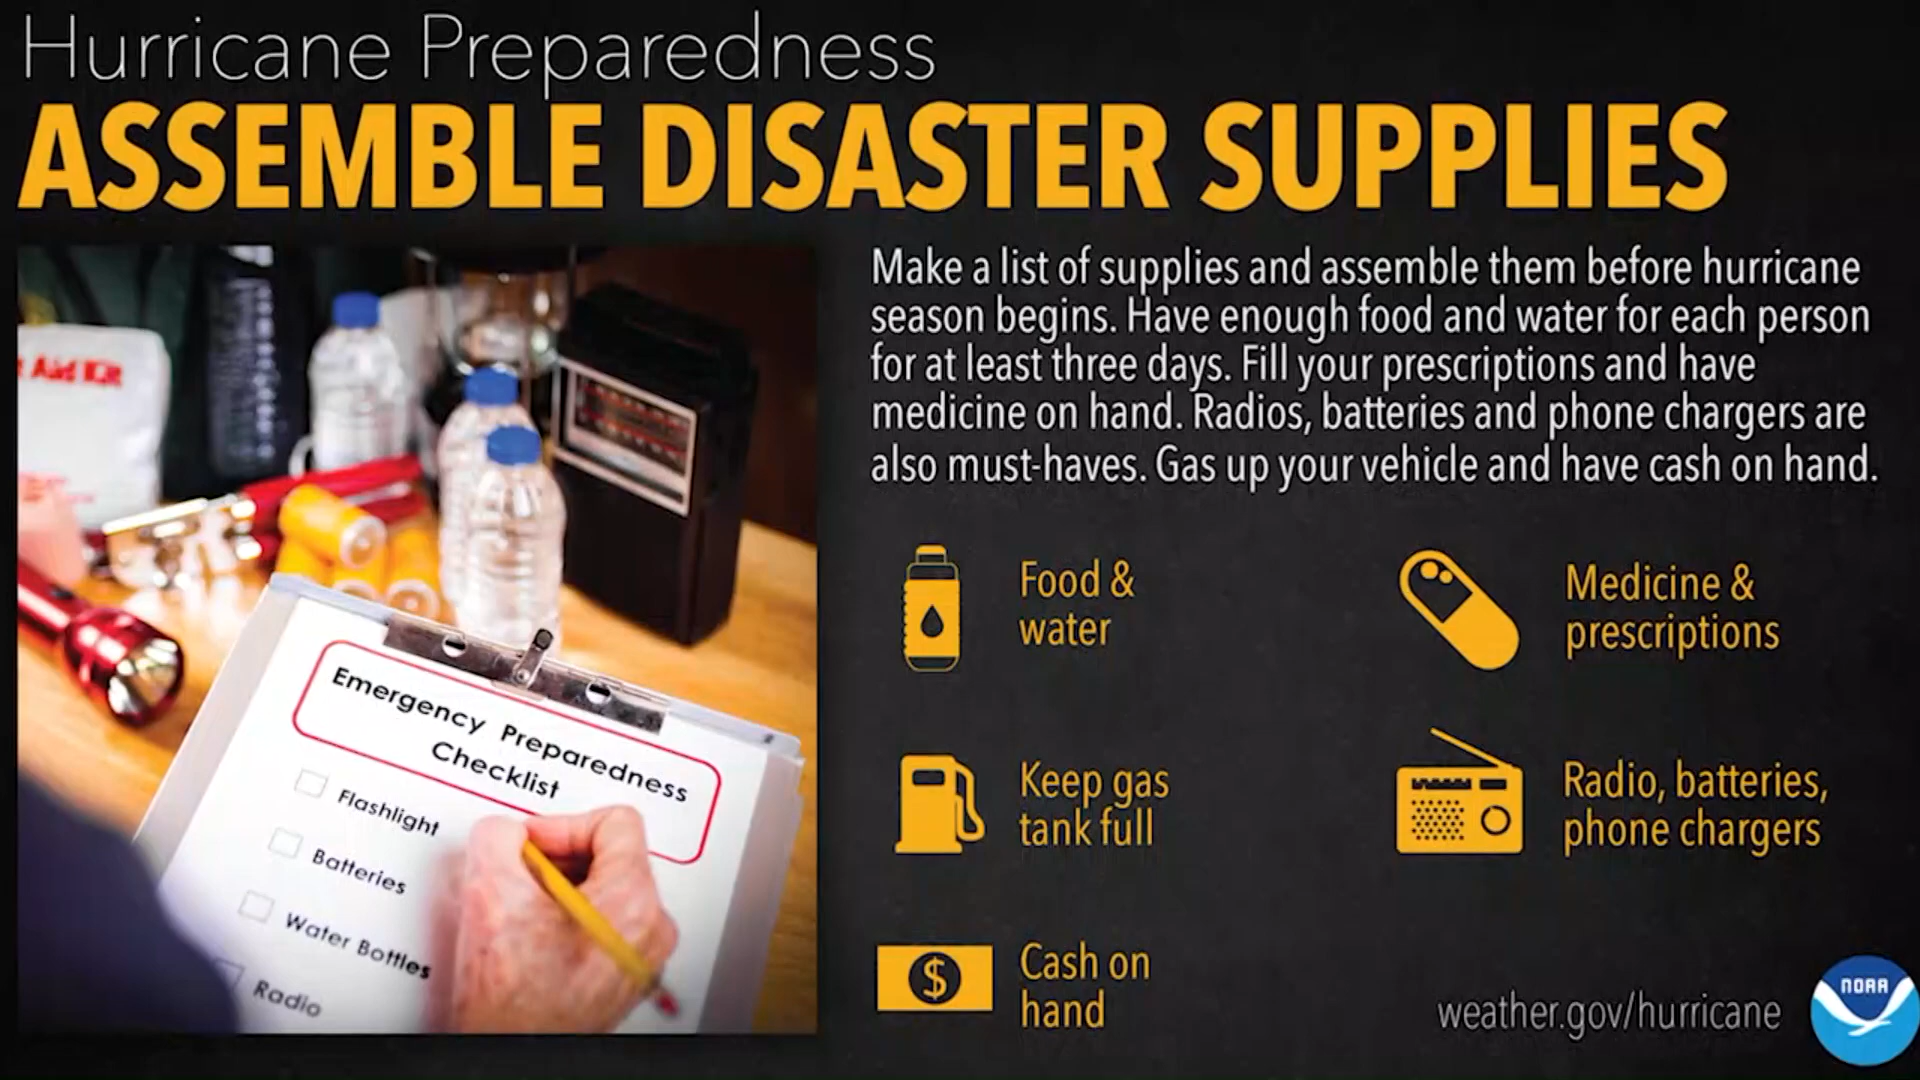 Hurricane Preparedness
ASSEMBLE DISASTER SUPPLIES
Make a list of supplies and assemble them before hurricane
season begins. Have enough food and water for each person
for at least three days. Fill your prescriptions and have
medicine on hand. Radios, batteries and phone chargers are
also must-haves. Gas up your vehicle and have cash on hand.
Aid Kit
Emergency Preparedness
Checklist
Flashlight
Batteries
Water Bottles
Radio
Food &
water
Medicine &
prescriptions
Keep gas
tank full
Radio, batteries,
phone chargers
$
Cash on
hand
weather.gov/hurricane
NOAA